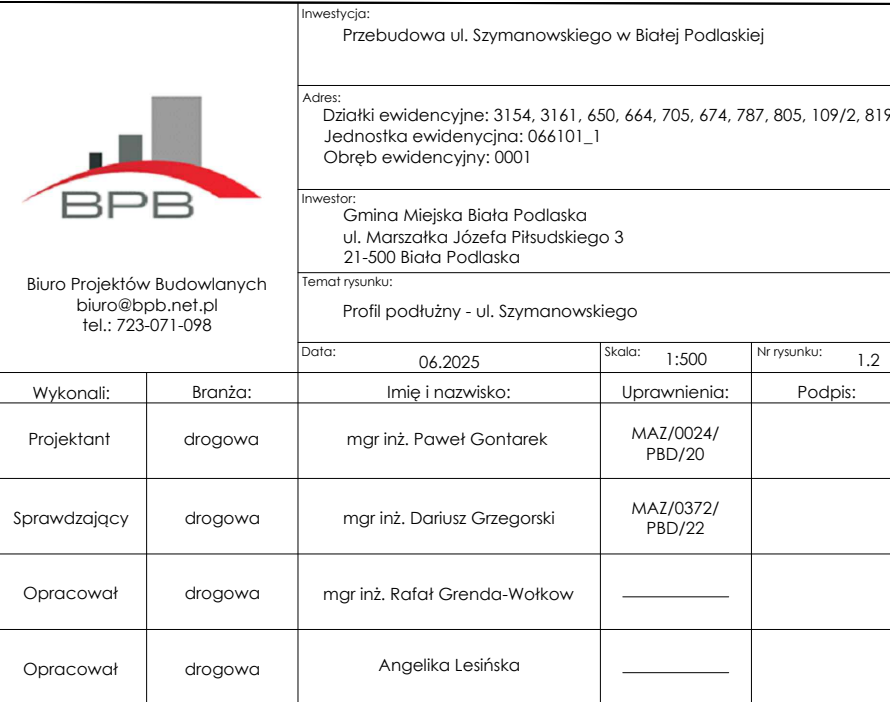 Inwestycja:
Przebudowa ul. Szymanowskiego w Białej Podlaskiej
Adres:
Działki ewidencyjne: 3154, 3161, 650, 664, 705, 674, 787, 805, 109/2, 819
Jednostka ewidenycjna: 066101_1
Obręb ewidencyjny: 0001
Inwestor:
Gmina Miejska Biała Podlaska
ul. Marszałka Józefa Piłsudskiego 3
21-500 Biała Podlaska
BPB
Biuro Projektów Budowlanych
biuro@bpb.net.pl
tel.: 723-071-098
Temat rysunku:
Profil podłużny - ul. Szymanowskiego
Data: 06.2025 Skala: 1:500 Nr rysunku: 1.2
Wykonali: Branża: Imię i nazwisko: Uprawnienia: Podpis:
Projektant drogowa mgr inż. Paweł Gontarek MAZ/0024/
PBD/20
Sprawdzający drogowa mgr inż. Dariusz Grzegorski MAZ/0372/
PBD/22
Opracował drogowa mgr inż. Rafał Grenda-Wołkow
Opracował drogowa Angelika Lesińska